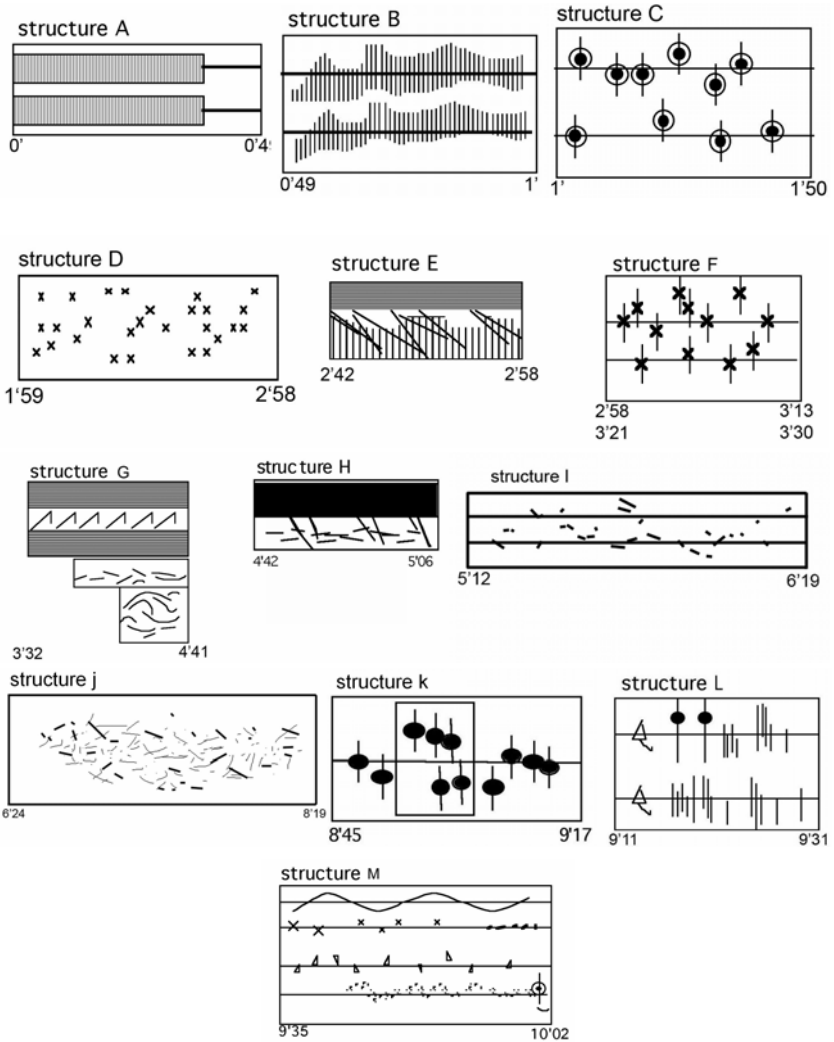 structure A
0'
structure B
0'49
1'
structure C
1'
1'50
structure D
1'59
2'58
structure E
2'42
2'58
structure F
2'58
3'13
3'21
3'30
structure G
3'32
4'41
structure H
4'42
5'06
structure I
5'12
6'19
structure j
6'24
8'19
structure k
8'45
9'17
structure L
9'11
9'31
structure M
9'35
10'02